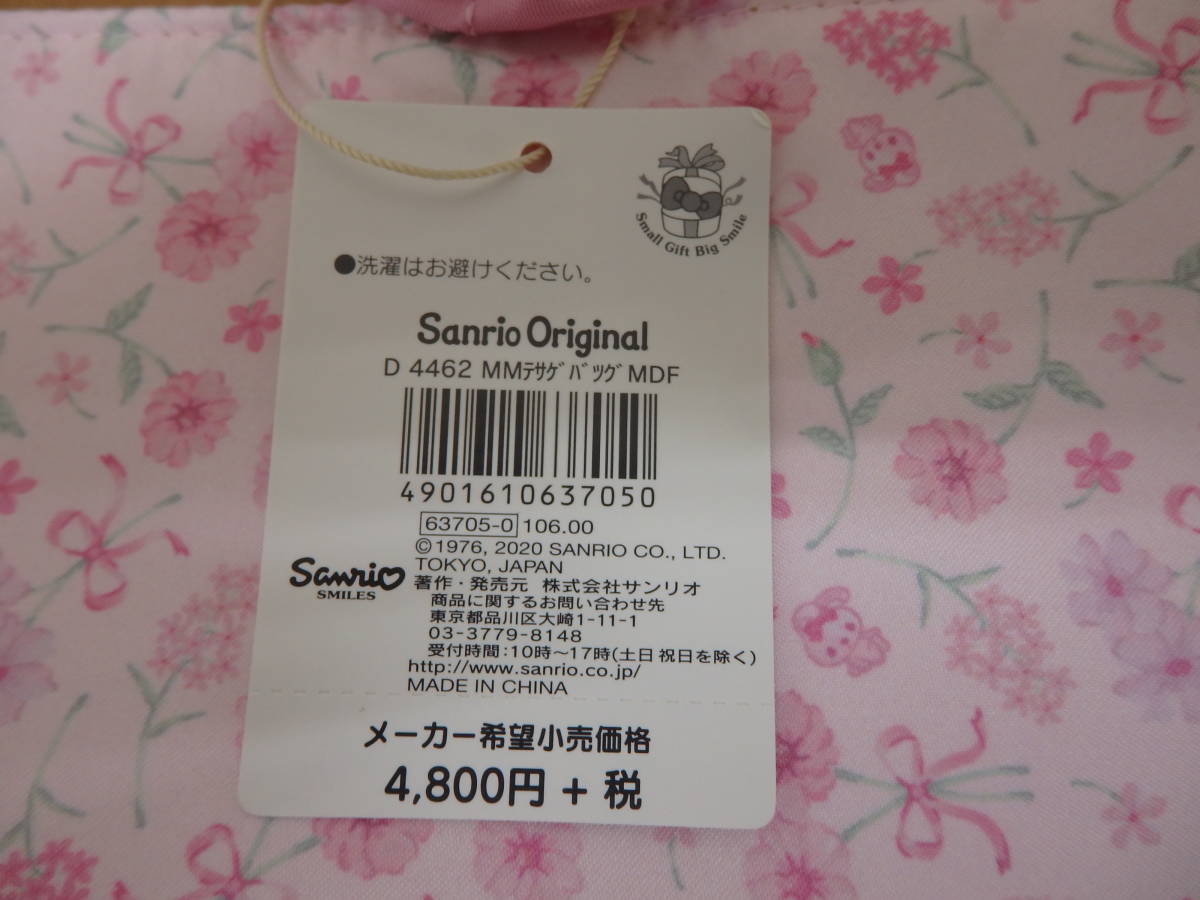 Small Gift Big Smile
●洗濯はお避けください。
Sanrio Original
D 4462 MMﾃｻｹﾞﾊﾞﾂｸﾞMDF
4901610637050
63705-0 106.00
©1976, 2020 SANRIO CO., LTD.
TOKYO, JAPAN
Sanrio
SMILES
著作・発売元 株式会社サンリオ
商品に関するお問い合わせ先
東京都品川区大崎1-11-1
03-3779-8148
受付時間：10時～17時(土日 祝日を除く)
http://www.sanrio.co.jp/
MADE IN CHINA
メーカー希望小売価格
4,800円 + 税